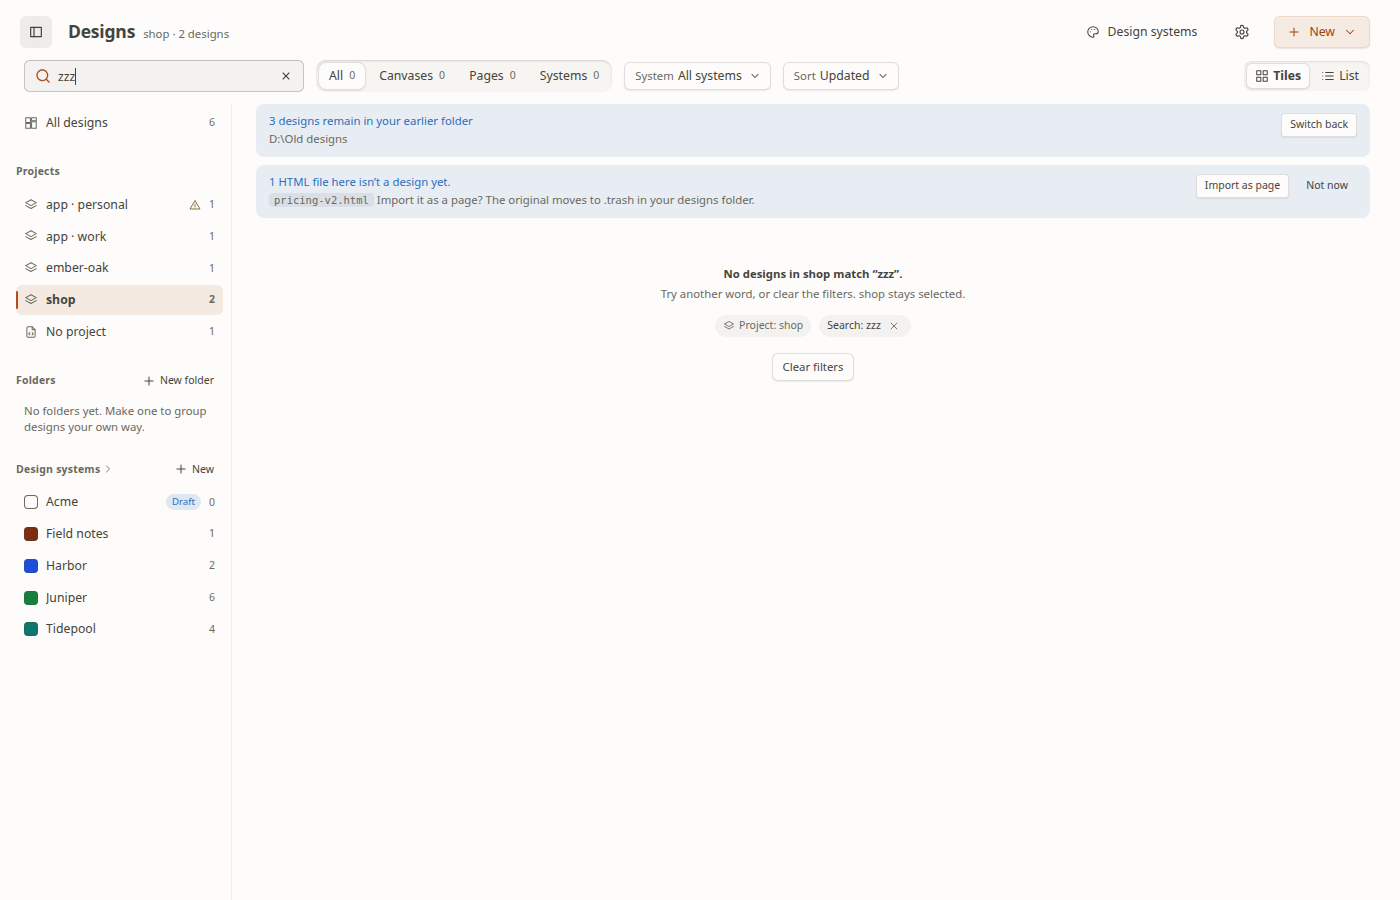 Designs shop · 2 designs
Design systems
New
zzz
All 0 Canvases 0 Pages 0 Systems 0
System All systems
Sort Updated
Tiles List
All designs 6
Projects
app · personal 1
app · work 1
ember-oak 1
shop 2
No project 1
Folders New folder
No folders yet. Make one to group
designs your own way.
Design systems New
Acme Draft 0
Field notes 1
Harbor 2
Juniper 6
Tidepool 4
3 designs remain in your earlier folder
D:\Old designs
Switch back
1 HTML file here isn’t a design yet.
pricing-v2.html Import it as a page? The original moves to .trash in your designs folder.
Import as page Not now
No designs in shop match “zzz”.
Try another word, or clear the filters. shop stays selected.
Project: shop Search: zzz
Clear filters